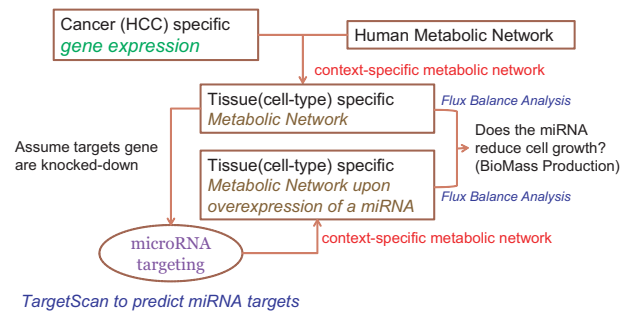 Cancer (HCC) specific
gene expression
Human Metabolic Network
context-specific metabolic network
Tissue(cell-type) specific
Metabolic Network
Flux Balance Analysis
Assume targets gene
are knocked-down
Does the miRNA
reduce cell growth?
(BioMass Production)
Tissue(cell-type) specific
Metabolic Network upon
overexpression of a miRNA
Flux Balance Analysis
microRNA
targeting
context-specific metabolic network
TargetScan to predict miRNA targets